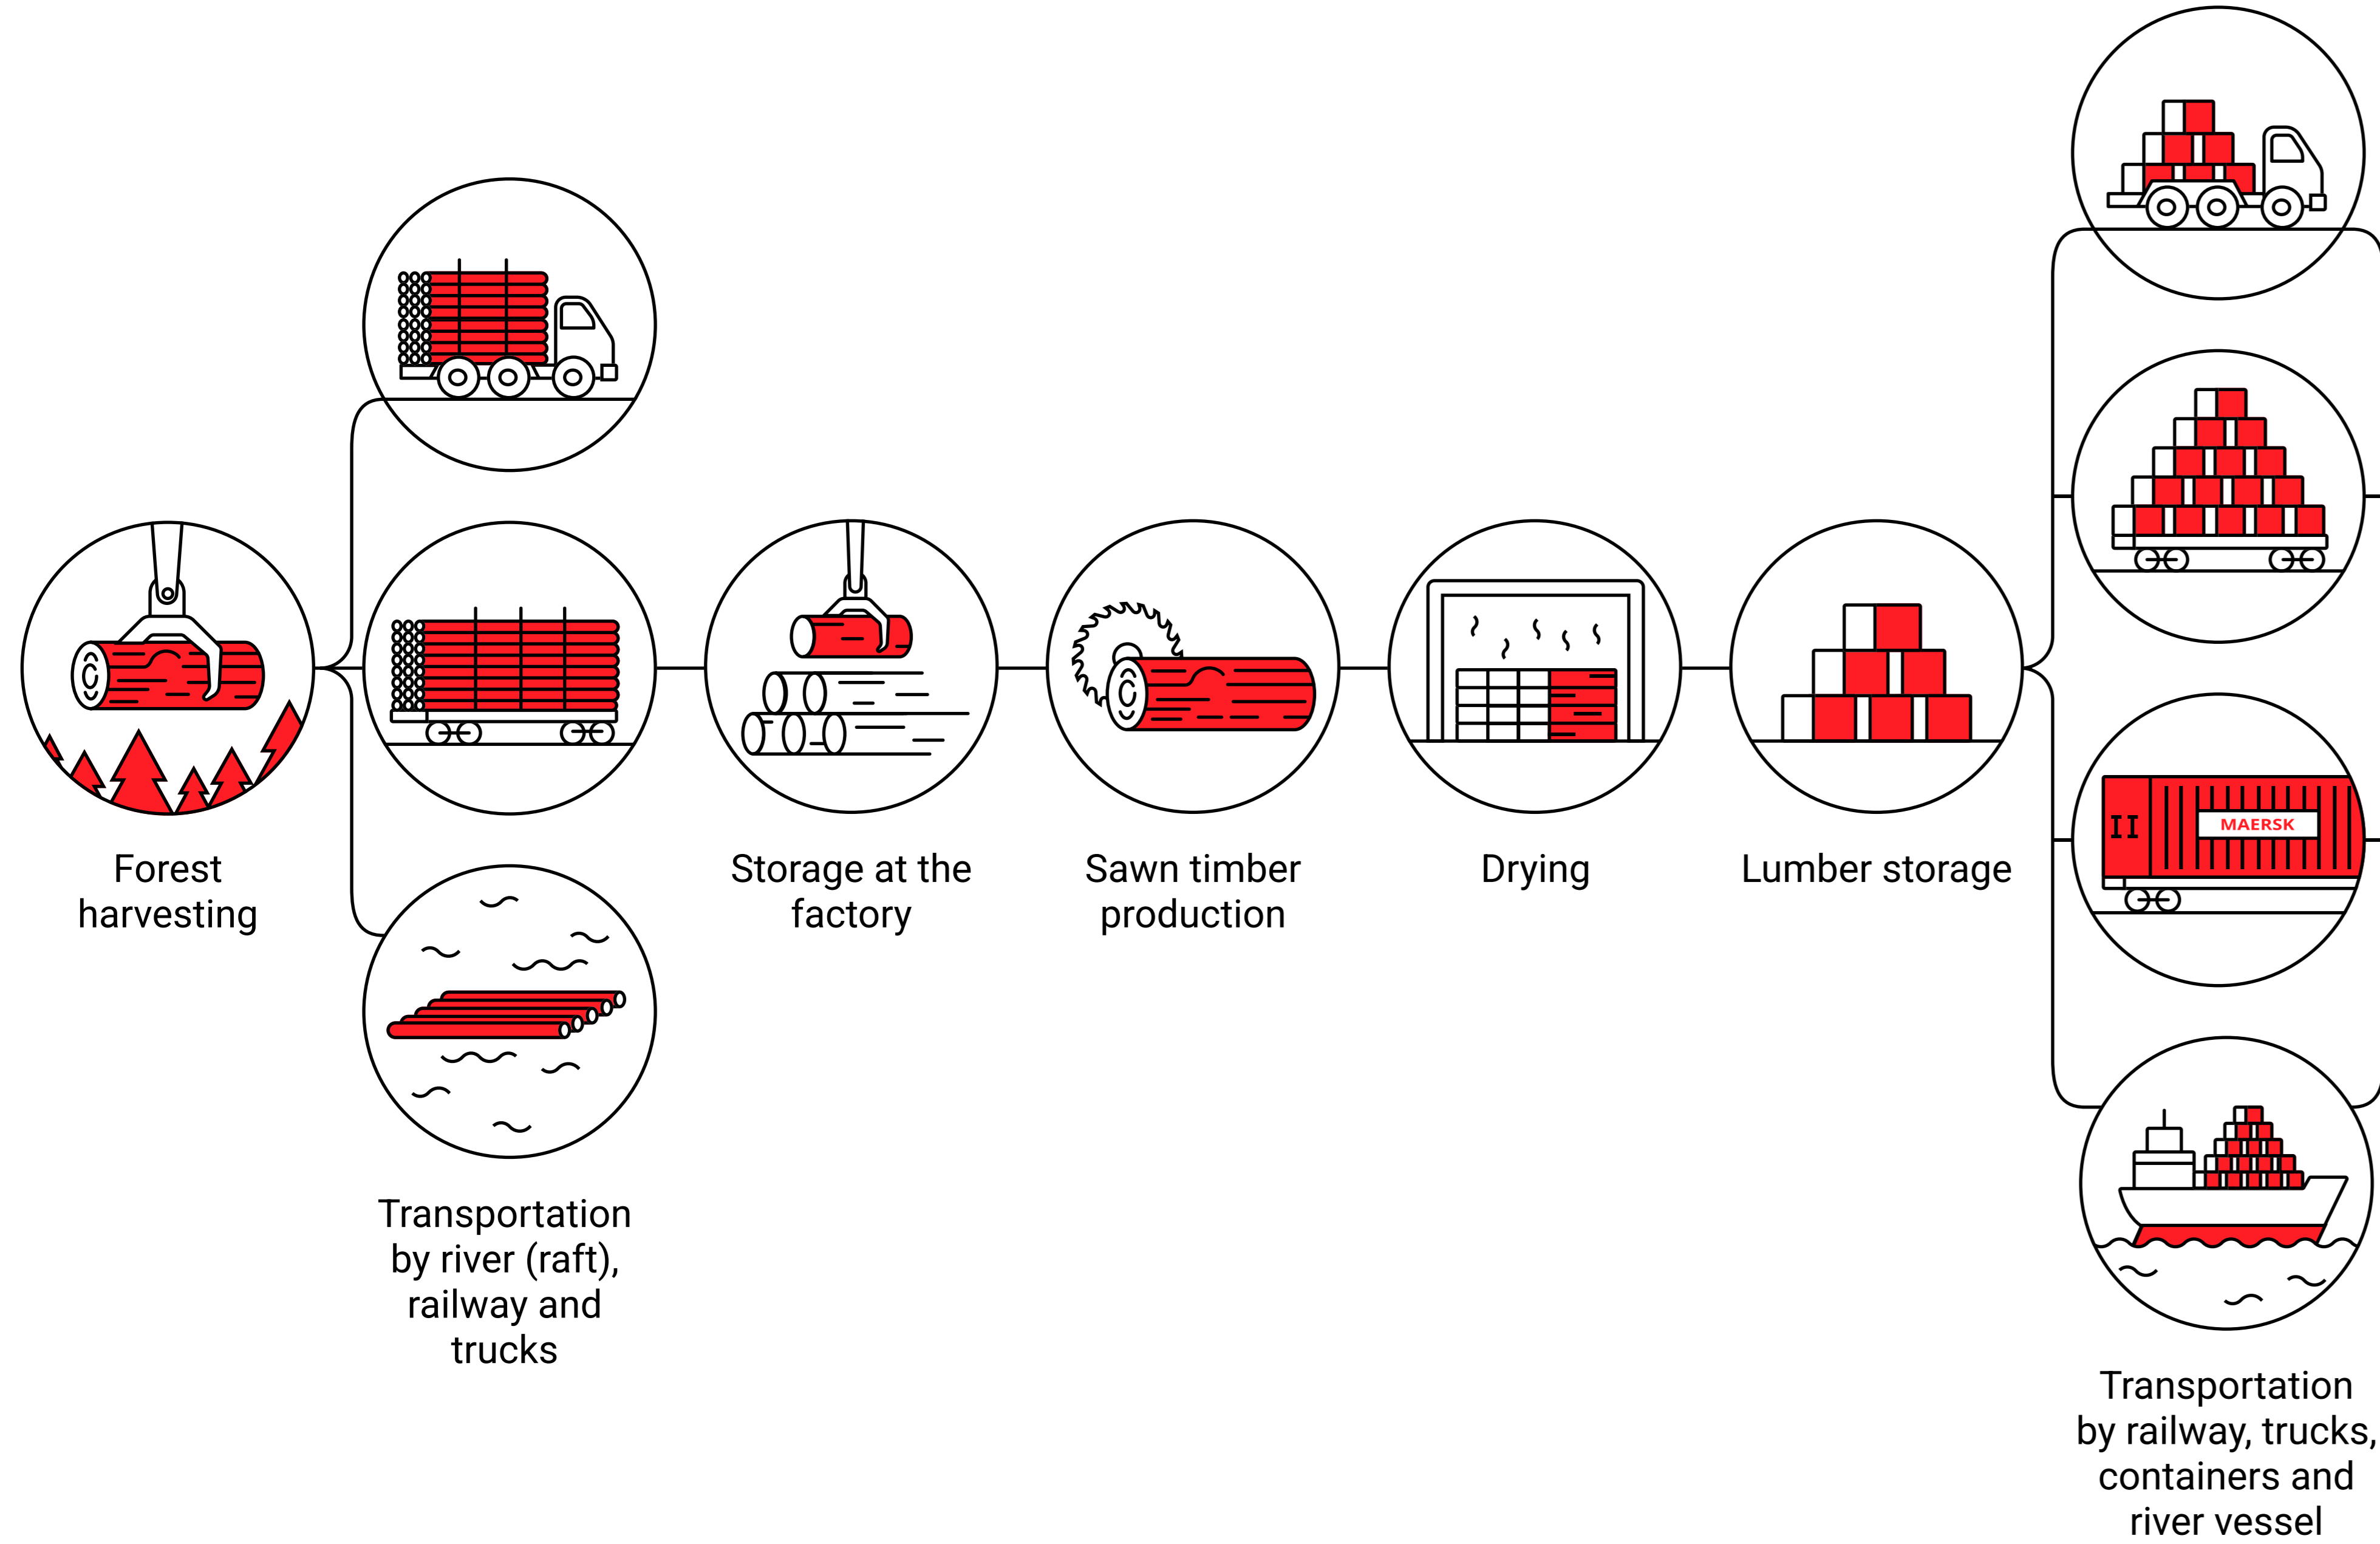 Forest
harvesting
Transportation
by river (raft),
railway and
trucks
Storage at the
factory
Sawn timber
production
Drying
Lumber storage
MAERSK
Transportation
by railway, trucks,
containers and
river vessel